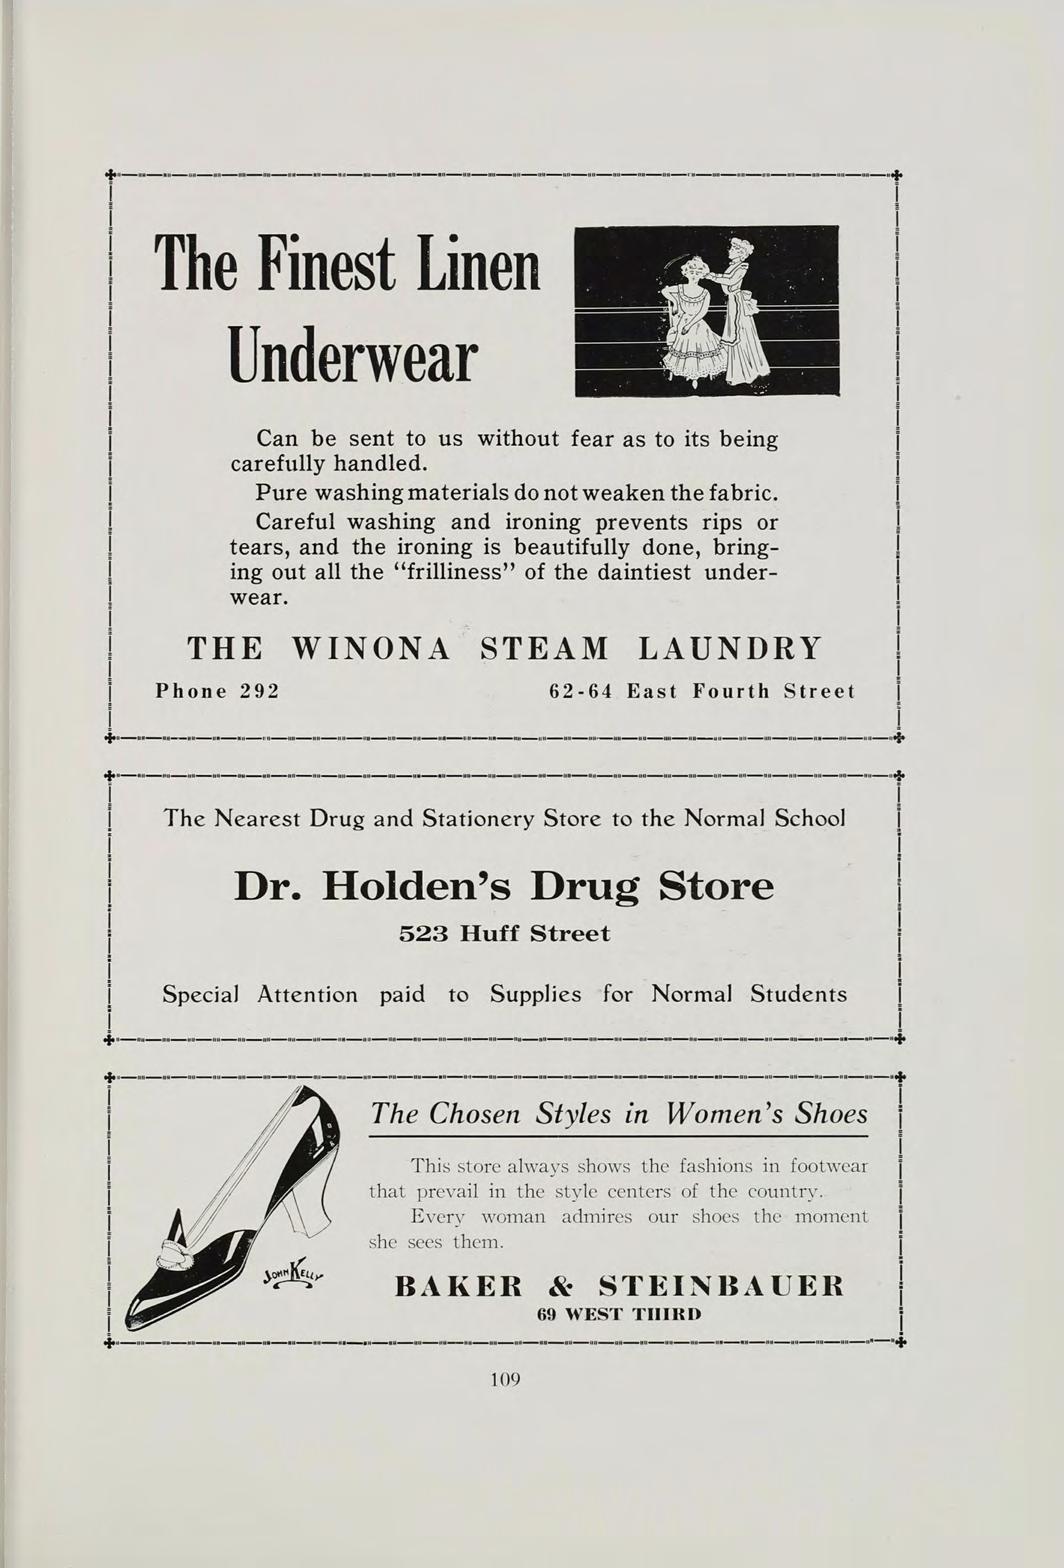 The Finest Linen
Underwear
Can be sent to us without fear as to its being
carefully handled.
Pure washing materials do not weaken the fabric.
Careful washing and ironing prevents rips or
tears, and the ironing is beautifully done, bring-
ing out all the “frilliness” of the daintiest under-
wear.
THE WINONA STEAM LAUNDRY
Phone 292 62-64 East Fourth Street
The Nearest Drug and Stationery Store to the Normal School
Dr. Holden’s Drug Store
523 Huff Street
Special Attention paid to Supplies for Normal Students
The Chosen Styles in Women’s Shoes
This store always shows the fashions in footwear
that prevail in the style centers of the country.
Every woman admires our shoes the moment
she sees them.
JOHN KELLY
BAKER & STEINBAUER
69 WEST THIRD
109